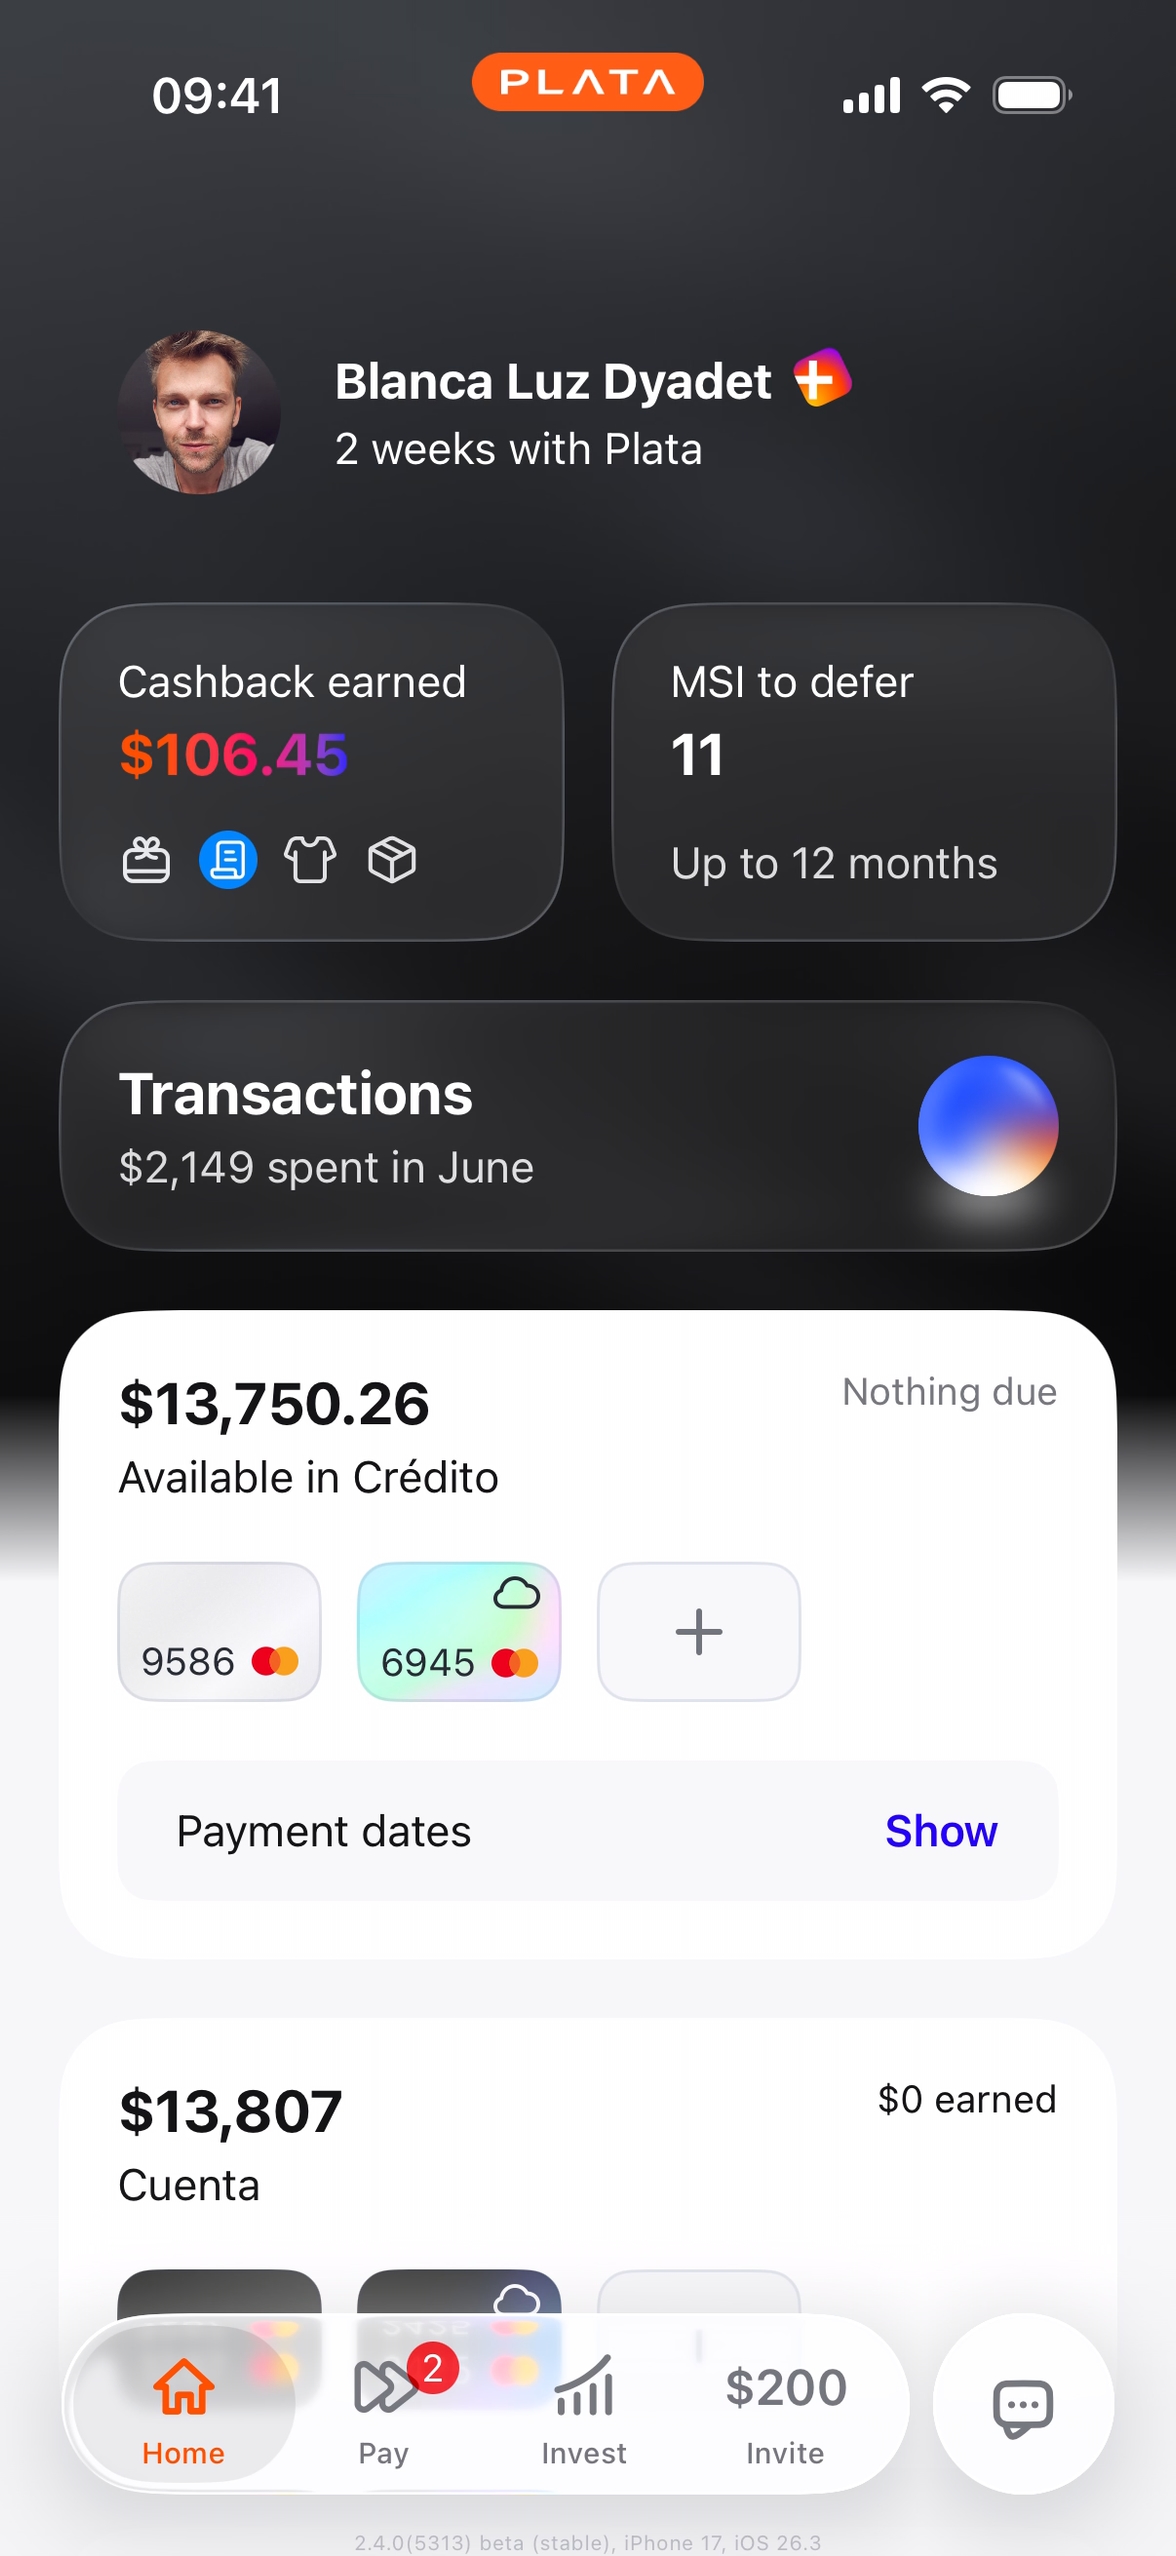 09:41
PLATA
Blanca Luz Dyadet
2 weeks with Plata
Cashback earned
$106.45
MSI to defer
11
Up to 12 months
Transactions
$2,149 spent in June
$13,750.26
Nothing due
Available in Crédito
9586
6945
Payment dates
Show
$13,807
$0 earned
Cuenta
2
$200
Home
Pay
Invest
Invite
2.4.0(5313) beta (stable), iPhone 17, iOS 26.3